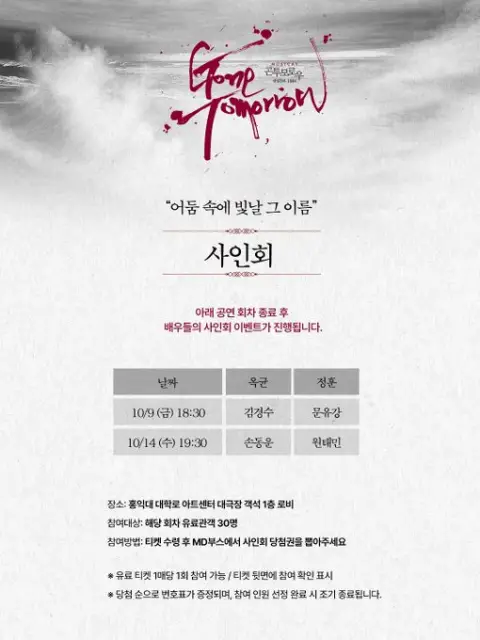 Gone Tomorrow
MUSICAL
곤투모로우
“어둠 속에 빛날 그 이름”
사인회
아래 공연 회차 종료 후
배우들의 사인회 이벤트가 진행됩니다.
날짜 옥균 정훈
10/9 (금) 18:30 김경수 문유강
10/14 (수) 19:30 손동운 원태민
장소: 홍익대 대학로 아트센터 대극장 객석 1층 로비
참여대상: 해당 회차 유료관객 30명
참여방법: 티켓 수령 후 MD부스에서 사인회 당첨권을 뽑아주세요
※ 유료 티켓 1매당 1회 참여 가능 / 티켓 뒷면에 참여 확인 표시
※ 당첨 순으로 번호표가 증정되며, 참여 인원 선정 완료 시 조기 종료됩니다.